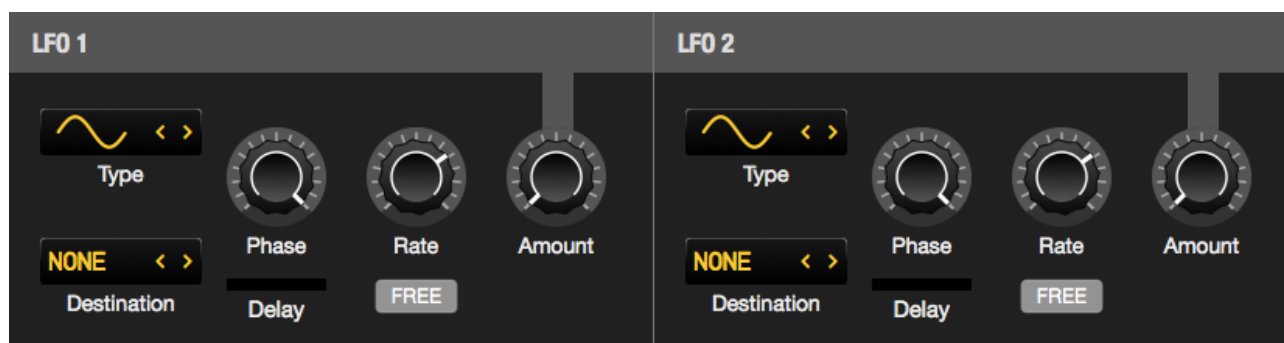 LFO 1
LFO 2
Type
Phase
Rate
Amount
NONE
Destination
Delay
FREE
Type
Phase
Rate
Amount
NONE
Destination
Delay
FREE